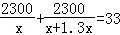 2300/x + 2300/(x+1.3x) = 33